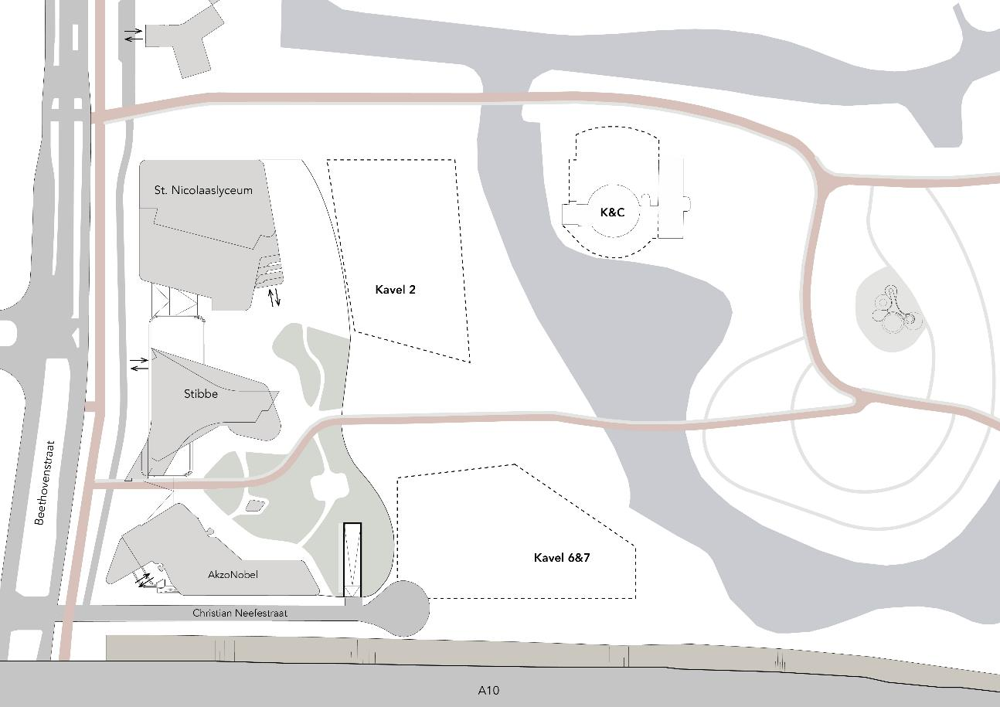 St. Nicolaaslyceum
K&C
Kavel 2
Stibbe
Beethovenstraat
Kavel 6&7
AkzoNobel
Christian Neefestraat
A10